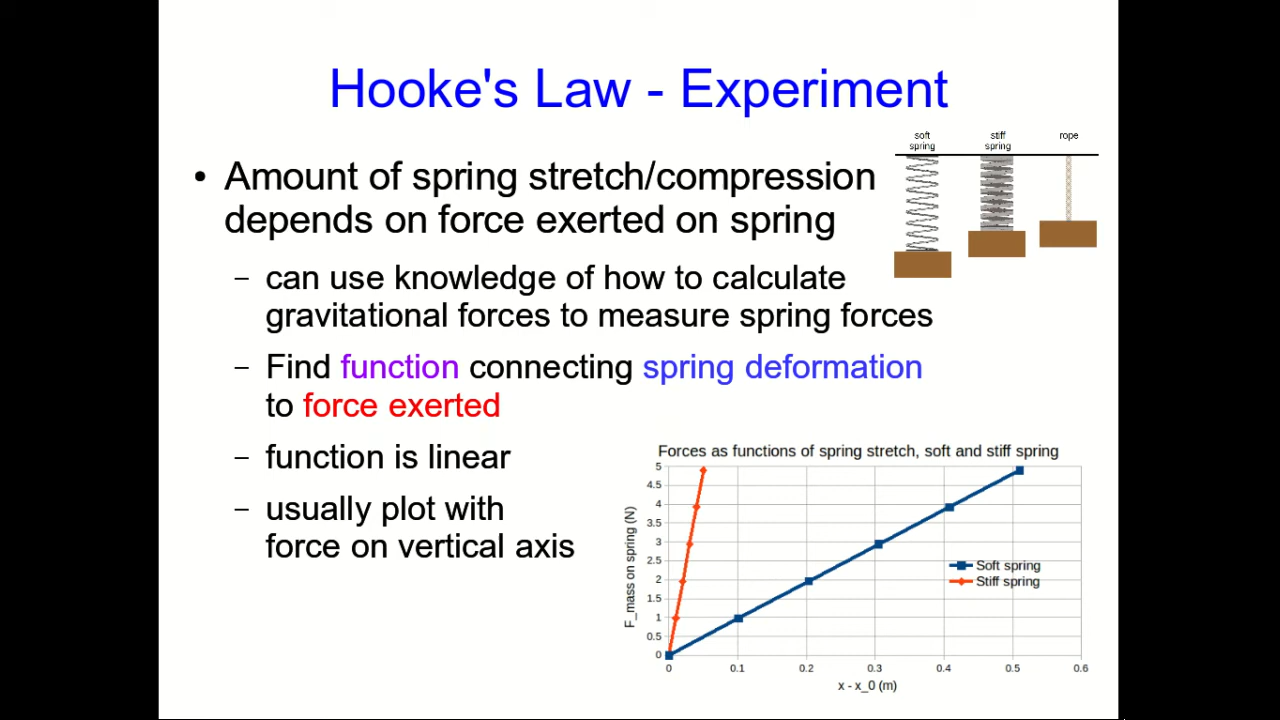 Hooke's Law - Experiment
soft
spring
stiff
spring
rope
• Amount of spring stretch/compression
depends on force exerted on spring
– can use knowledge of how to calculate
gravitational forces to measure spring forces
– Find function connecting spring deformation
to force exerted
– function is linear
– usually plot with
force on vertical axis
Forces as functions of spring stretch, soft and stiff spring
F_mass on spring (N)
5
4.5
4
3.5
3
2.5
2
1.5
1
0.5
0
Soft spring
Stiff spring
0 0.1 0.2 0.3 0.4 0.5 0.6
x - x_0 (m)